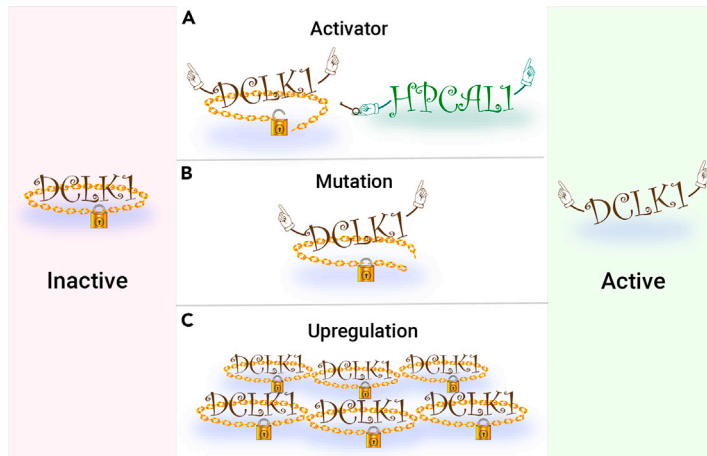 A
Activator
DCLK1
HPCAL1
B
Mutation
DCLK1
DCLK1
Inactive
DCLK1
Active
C
Upregulation
DCLK1
DCLK1
DCLK1
DCLK1
DCLK1
DCLK1